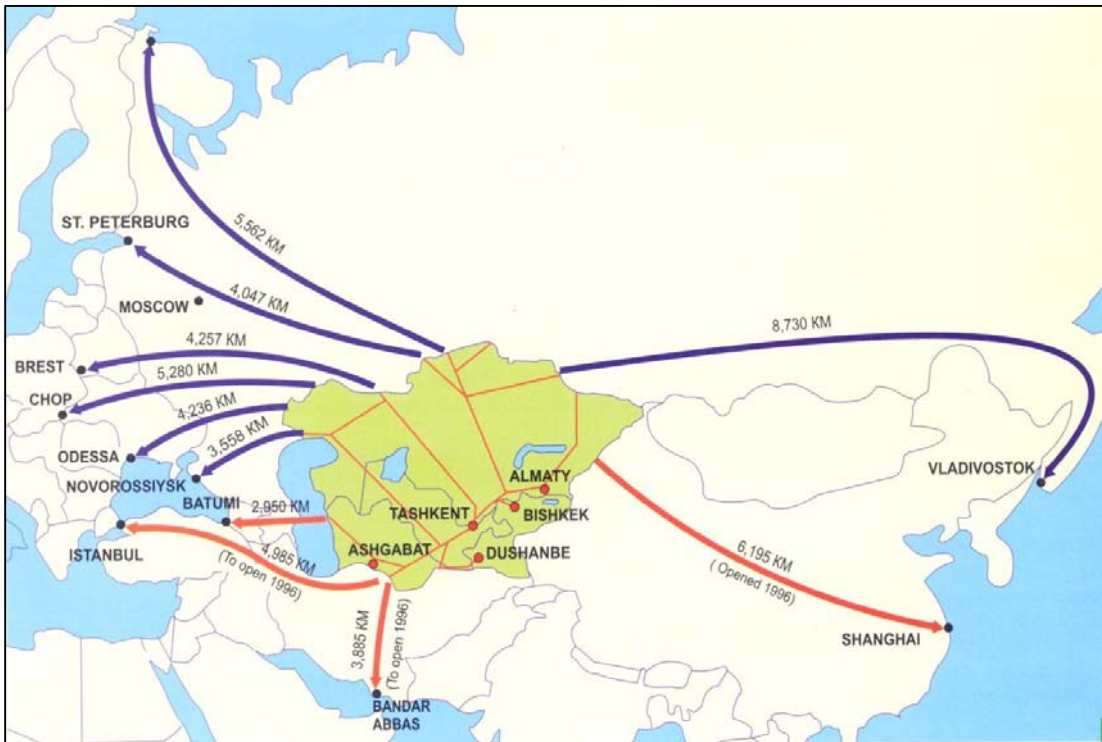 5,562 KM
ST. PETERBURG
4,047 KM
MOSCOW
8,730 KM
4,257 KM
BREST
5,280 KM
CHOP
4,236 KM
3,558 KM
ODESSA
NOVOROSSIYSK
BATUMI
2,950 KM
ISTANBUL
4,985 KM
(To open 1996)
ALMATY
TASHKENT
BISHKEK
ASHGABAT
DUSHANBE
VLADIVOSTOK
6,195 KM
( Opened 1996)
SHANGHAI
3,885 KM
(To open 1996)
BANDAR
ABBAS